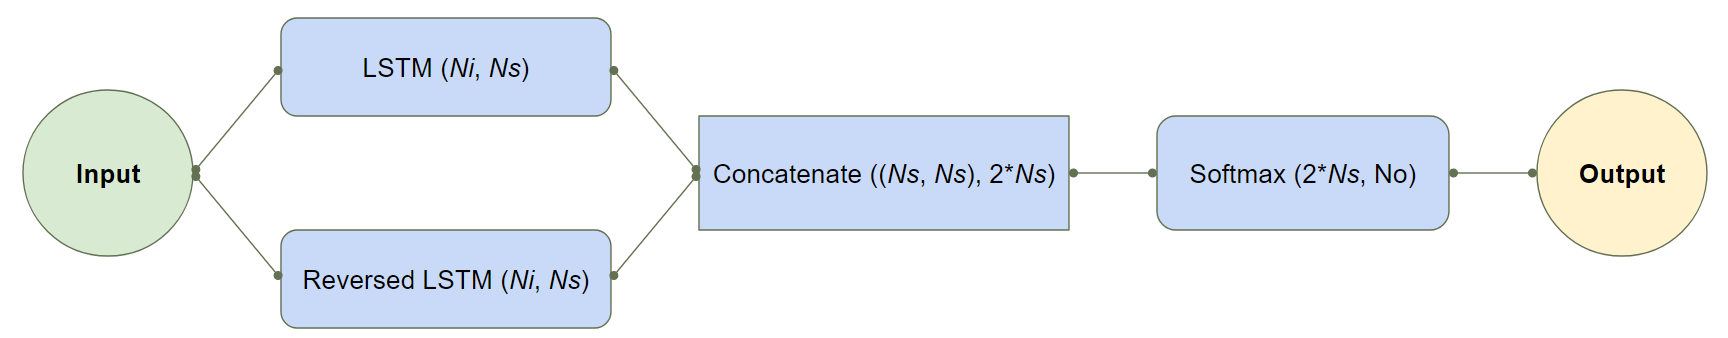 Input
LSTM (Ni, Ns)
Reversed LSTM (Ni, Ns)
Concatenate ((Ns, Ns), 2*Ns)
Softmax (2*Ns, No)
Output